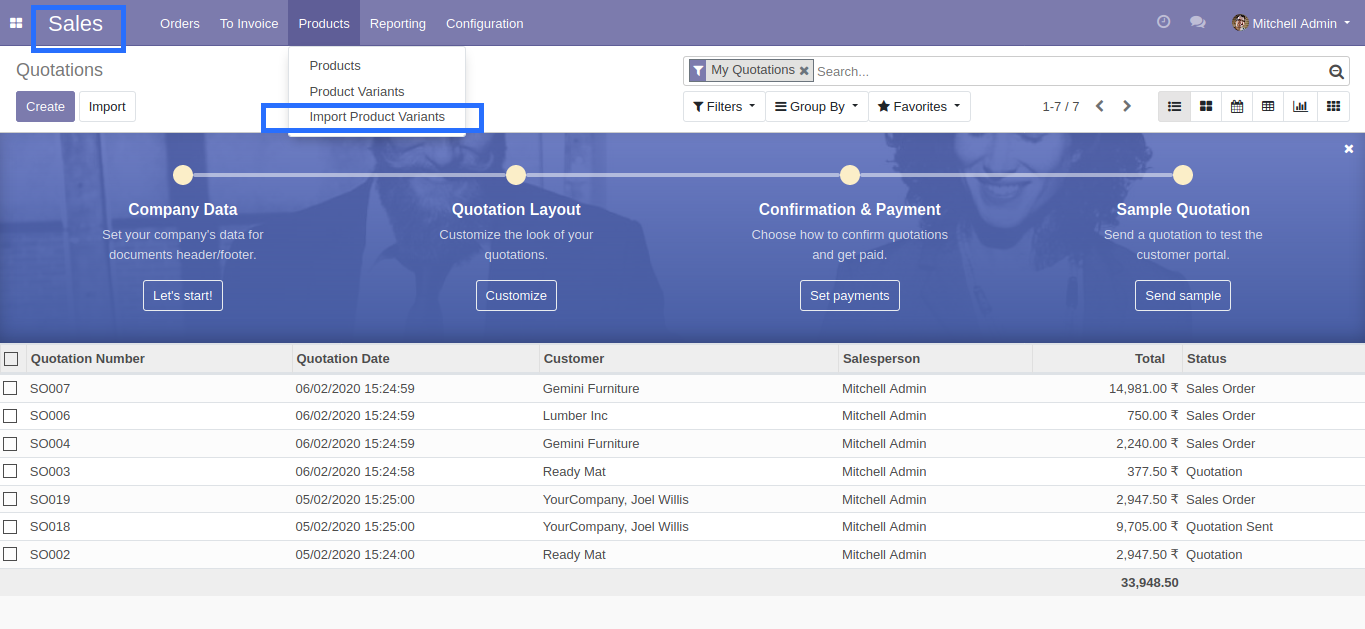 Sales Orders To Invoice Products Reporting Configuration Mitchell Admin
Products
Product Variants
Import Product Variants
Quotations
My Quotations Search...
Create Import
Filters Group By Favorites 1-7 / 7
Company Data
Set your company's data for
documents header/footer.
Let's start!
Quotation Layout
Customize the look of your
quotations.
Customize
Confirmation & Payment
Choose how to confirm quotations
and get paid.
Set payments
Sample Quotation
Send a quotation to test the
customer portal.
Send sample
Quotation Number Quotation Date Customer Salesperson Total Status
SO007 06/02/2020 15:24:59 Gemini Furniture Mitchell Admin 14,981.00 ₹ Sales Order
SO006 06/02/2020 15:24:59 Lumber Inc Mitchell Admin 750.00 ₹ Sales Order
SO004 06/02/2020 15:24:59 Gemini Furniture Mitchell Admin 2,240.00 ₹ Sales Order
SO003 06/02/2020 15:24:58 Ready Mat Mitchell Admin 377.50 ₹ Quotation
SO019 05/02/2020 15:25:00 YourCompany, Joel Willis Mitchell Admin 2,947.50 ₹ Sales Order
SO018 05/02/2020 15:25:00 YourCompany, Joel Willis Mitchell Admin 9,705.00 ₹ Quotation Sent
SO002 05/02/2020 15:24:00 Ready Mat Mitchell Admin 2,947.50 ₹ Quotation
33,948.50